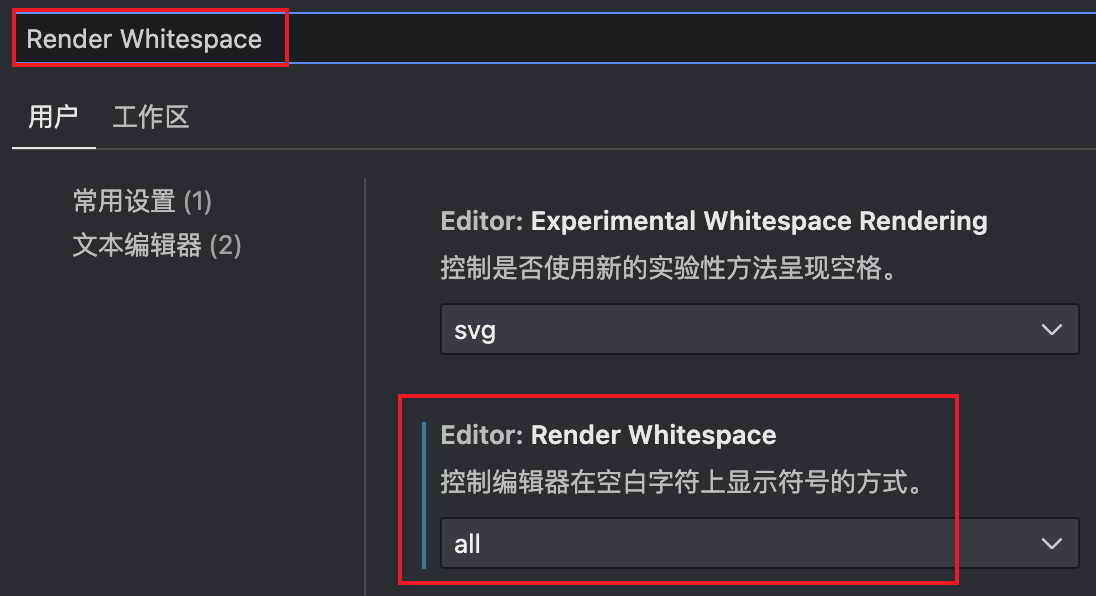 Render Whitespace
用户 工作区
常用设置 (1)
文本编辑器 (2)
Editor: Experimental Whitespace Rendering
控制是否使用新的实验性方法呈现空格。
svg
Editor: Render Whitespace
控制编辑器在空白字符上显示符号的方式。
all